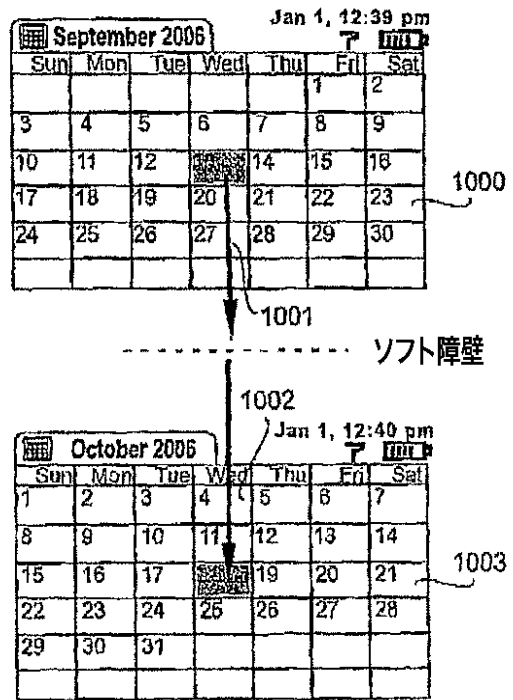 Jan 1, 12:39 pm
September 2006
Sun Mon Tue Wed Thu Fri Sat
1 2
3 4 5 6 7 8 9
10 11 12 14 15 16
17 18 19 20 21 22 23
24 25 26 27 28 29 30
1000
1001
ソフト障壁
1002
Jan 1, 12:40 pm
October 2006
Sun Mon Tue Wed Thu Fri Sat
1 2 3 4 5 6 7
8 9 10 11 12 13 14
15 16 17 19 20 21
22 23 24 25 26 27 28
29 30 31
1003